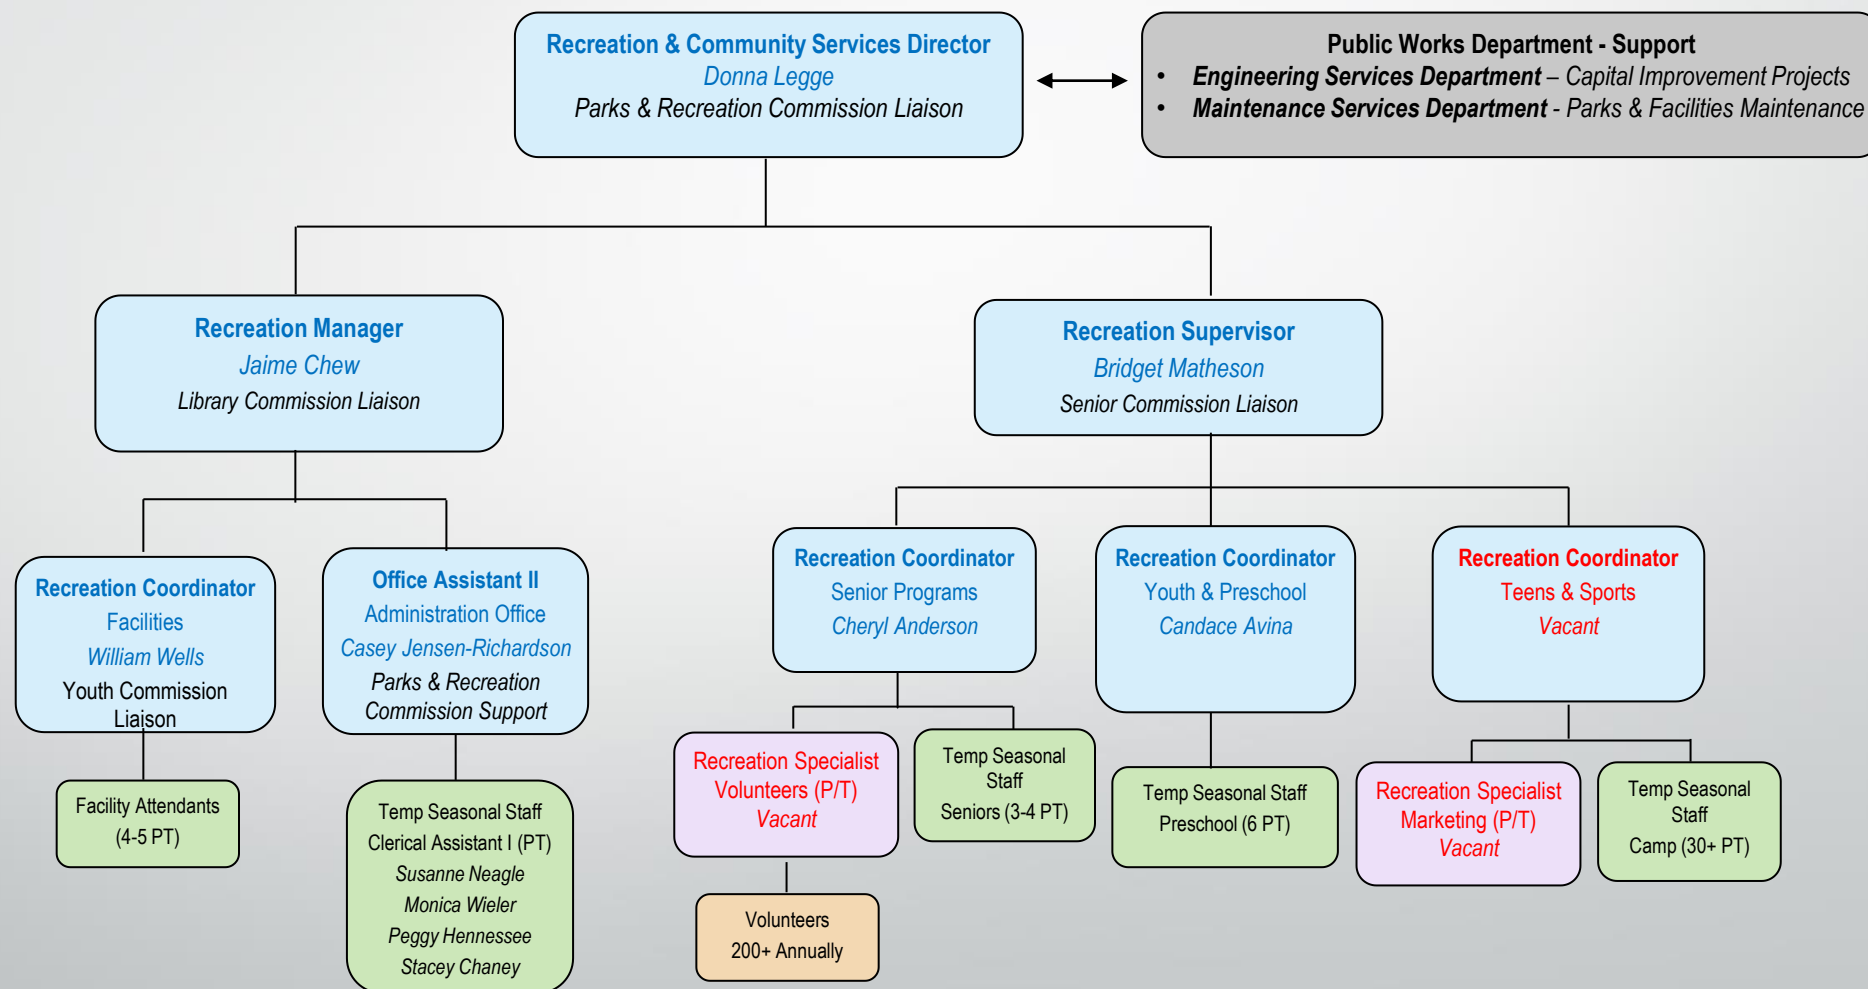 Recreation & Community Services Director
Donna Legge
Parks & Recreation Commission Liaison
Public Works Department - Support
• Engineering Services Department – Capital Improvement Projects
• Maintenance Services Department - Parks & Facilities Maintenance
Recreation Manager
Jaime Chew
Library Commission Liaison
Recreation Supervisor
Bridget Matheson
Senior Commission Liaison
Recreation Coordinator
Facilities
William Wells
Youth Commission
Liaison
Office Assistant II
Administration Office
Casey Jensen-Richardson
Parks & Recreation
Commission Support
Recreation Coordinator
Senior Programs
Cheryl Anderson
Recreation Coordinator
Youth & Preschool
Candace Avina
Recreation Coordinator
Teens & Sports
Vacant
Facility Attendants
(4-5 PT)
Temp Seasonal Staff
Clerical Assistant I (PT)
Susanne Neagle
Monica Wieler
Peggy Hennessee
Stacey Chaney
Recreation Specialist
Volunteers (P/T)
Vacant
Temp Seasonal
Staff
Seniors (3-4 PT)
Temp Seasonal Staff
Preschool (6 PT)
Recreation Specialist
Marketing (P/T)
Vacant
Temp Seasonal
Staff
Camp (30+ PT)
Volunteers
200+ Annually